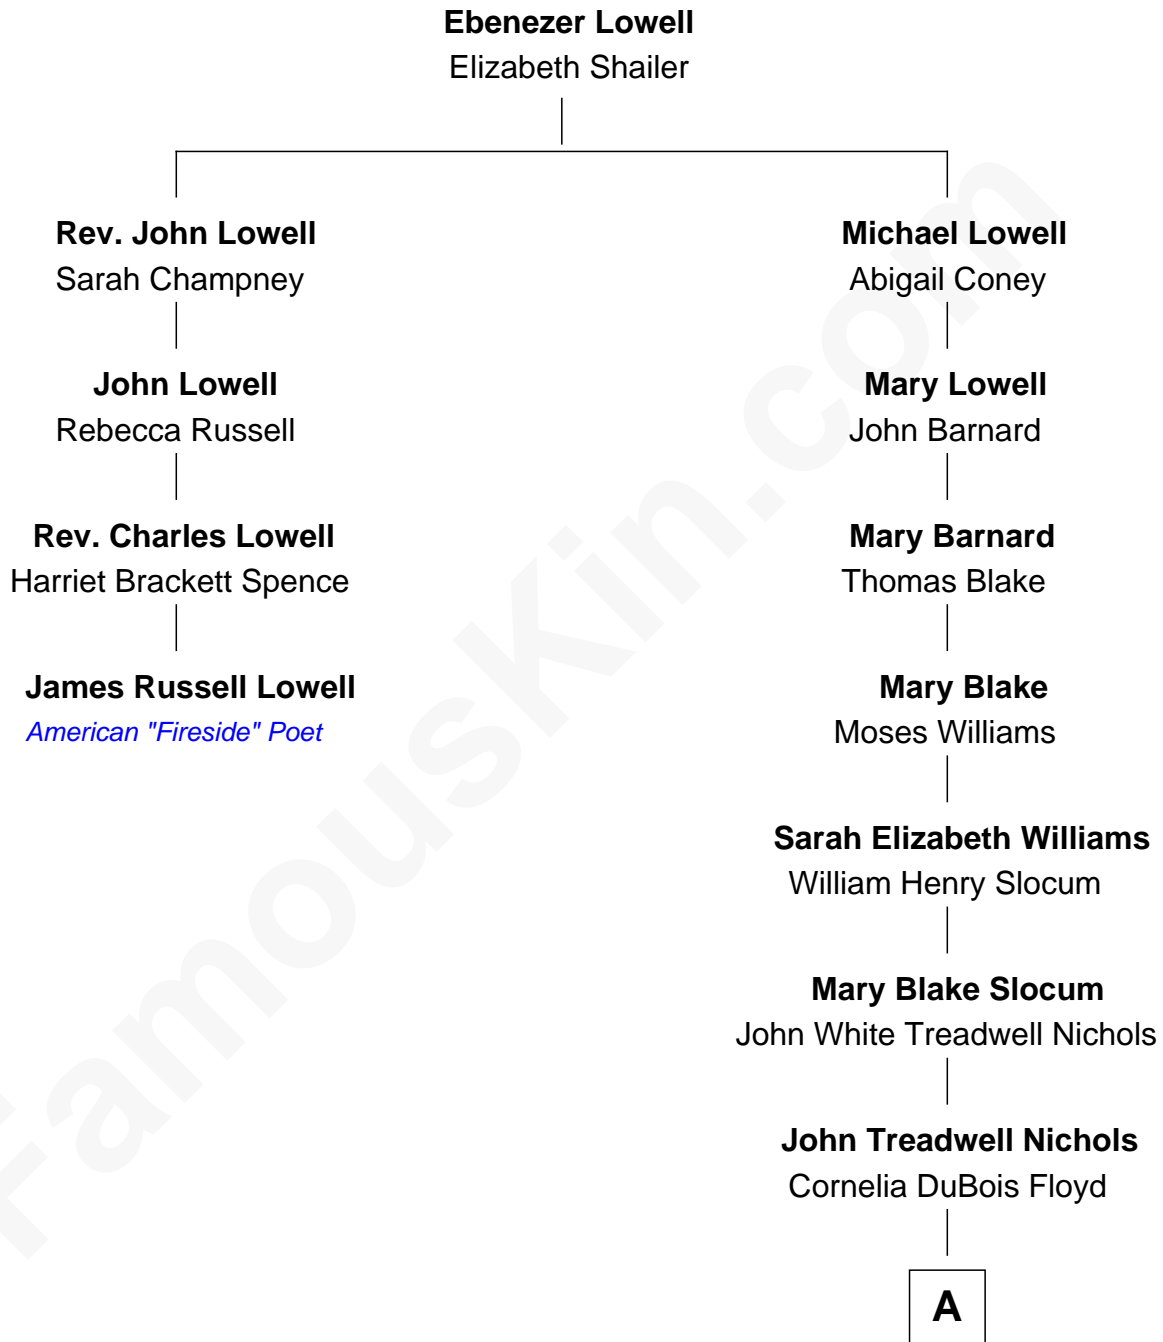 Ebenezer Lowell
Elizabeth Shailer
Rev. John Lowell
Sarah Champney
Michael Lowell
Abigail Coney
John Lowell
Rebecca Russell
Mary Lowell
John Barnard
Rev. Charles Lowell
Harriet Brackett Spence
Mary Barnard
Thomas Blake
James Russell Lowell
American "Fireside" Poet
Mary Blake
Moses Williams
Sarah Elizabeth Williams
William Henry Slocum
Mary Blake Slocum
John White Treadwell Nichols
John Treadwell Nichols
Cornelia DuBois Floyd
A
FamousKin.com